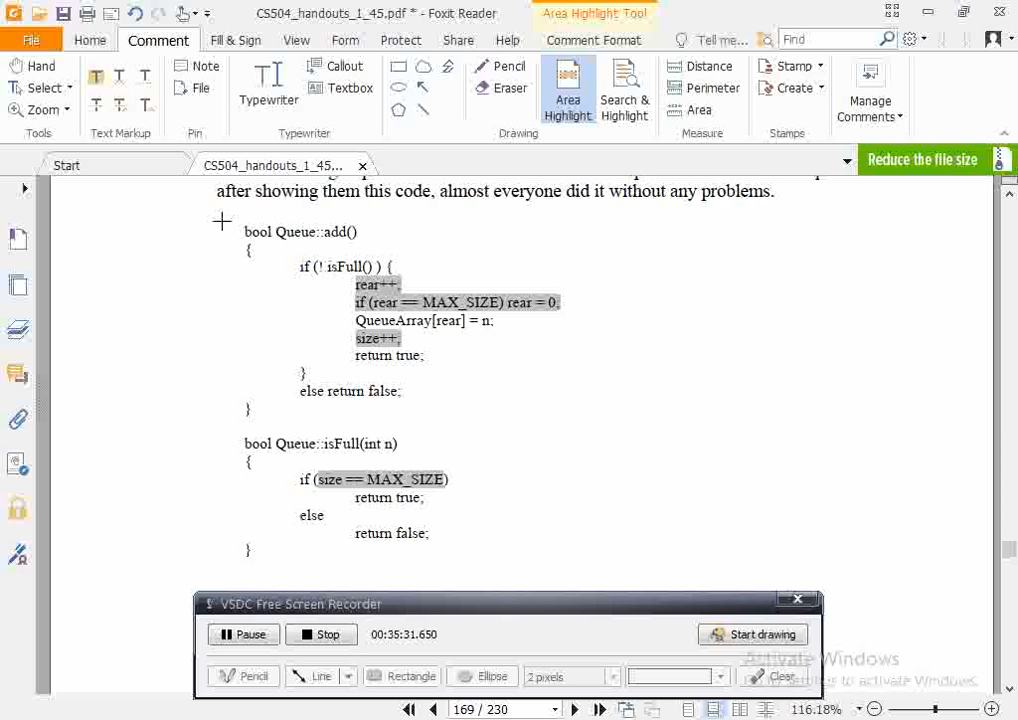 CS504_handouts_1_45.pdf * - Foxit Reader
Area Highlight Tool
File Home Comment Fill & Sign View Form Protect Share Help Comment Format Tell me... Find
Hand
Select
Zoom
Tools
T T T
T T T
Text Markup
Note
File
Pin
Typewriter
Callout
Textbox
Typewriter
Pencil
Eraser
Area Highlight
Search & Highlight
Drawing
Distance
Perimeter
Area
Measure
Stamp
Create
Stamps
Manage Comments
Start
CS504_handouts_1_45...
Reduce the file size
after showing them this code, almost everyone did it without any problems.
bool Queue::add()
{
if (! isFull() ) {
rear++;
if (rear == MAX_SIZE) rear = 0;
QueueArray[rear] = n;
size++;
return true;
}
else return false;
}
bool Queue::isFull(int n)
{
if (size == MAX_SIZE)
return true;
else
return false;
}
VSDC Free Screen Recorder
Pause Stop 00:35:31.650 Start drawing
Pencil Line Rectangle Ellipse 2 pixels Clear
Activate Windows
Go to Settings to activate Windows.
169 / 230 116.18%